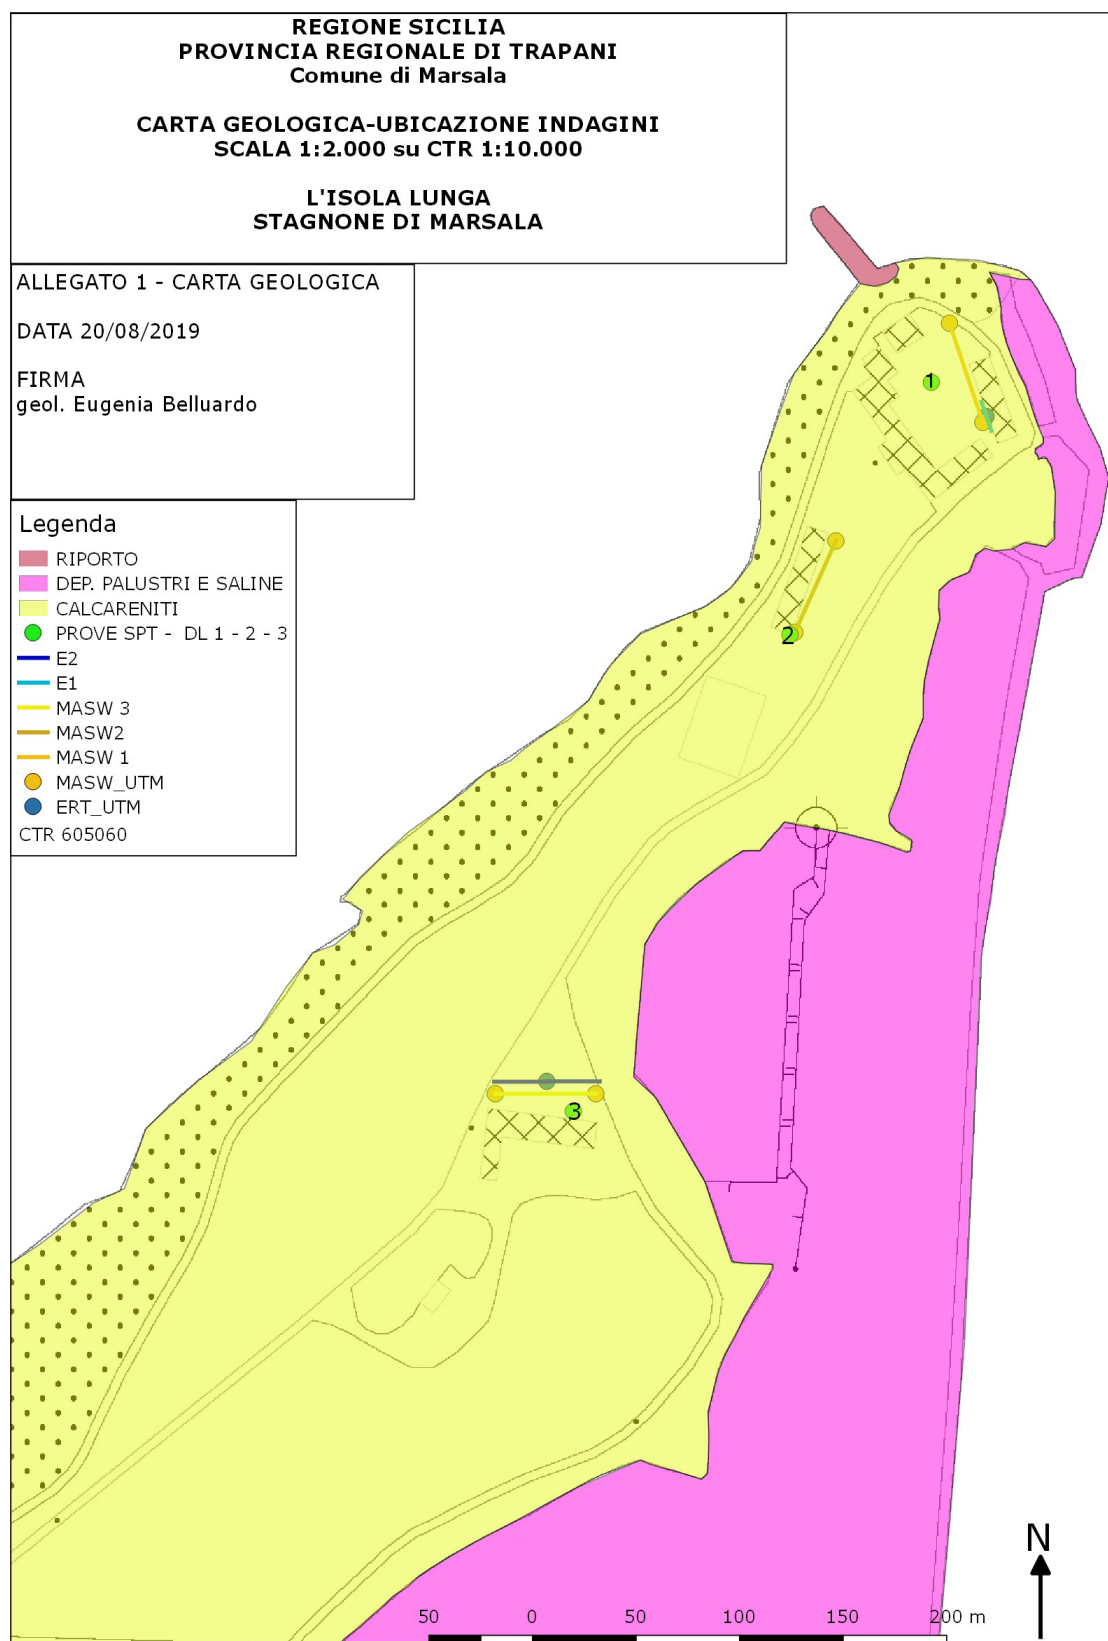 REGIONE SICILIA
PROVINCIA REGIONALE DI TRAPANI
Comune di Marsala
CARTA GEOLOGICA-UBICAZIONE INDAGINI
SCALA 1:2.000 su CTR 1:10.000
L'ISOLA LUNGA
STAGNONE DI MARSALA
ALLEGATO 1 - CARTA GEOLOGICA
DATA 20/08/2019
FIRMA
geol. Eugenia Belluardo
Legenda
RIPORTO
DEP. PALUSTRI E SALINE
CALCARENITI
PROVE SPT - DL 1 - 2 - 3
E2
E1
MASW 3
MASW2
MASW 1
MASW_UTM
ERT_UTM
CTR 605060
1
2
3
N
50 0 50 100 150 200 m